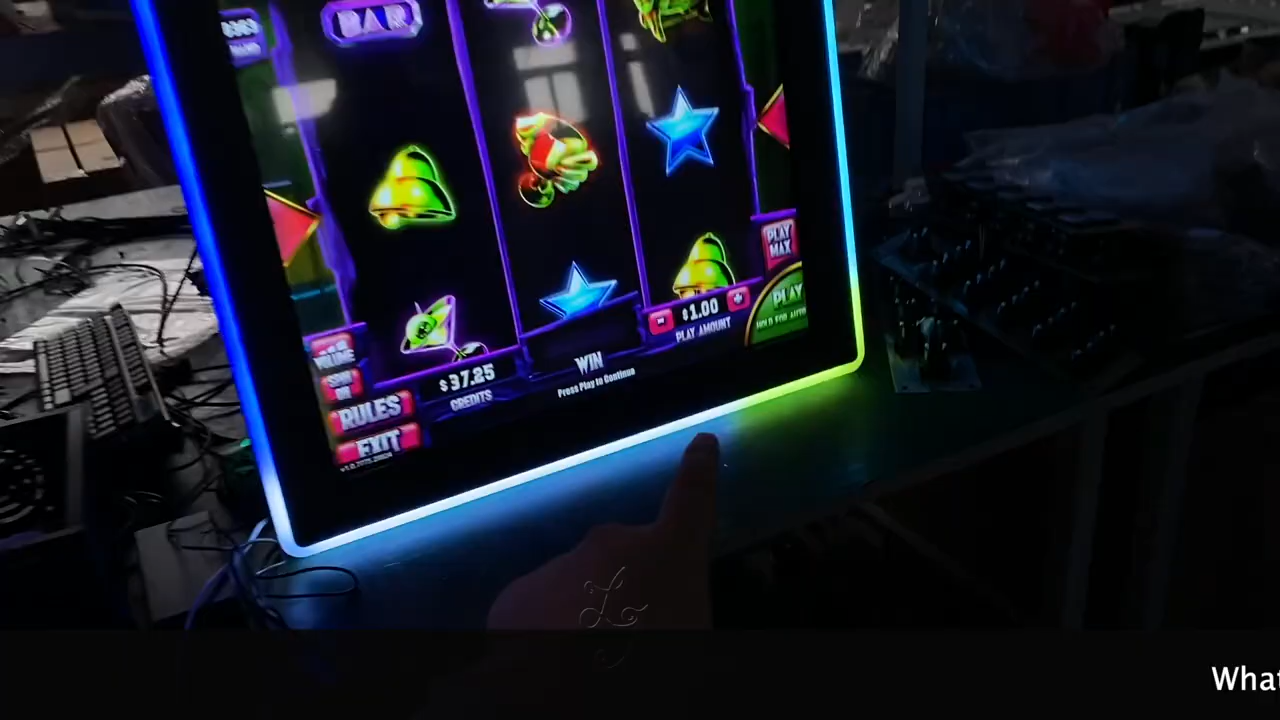 BAR
PLAY
MAX
PLAY
$1.00
PLAY AMOUNT
VOLUME
$37.25
CREDITS
WIN
Press Play to Continue
RULES
EXIT
What